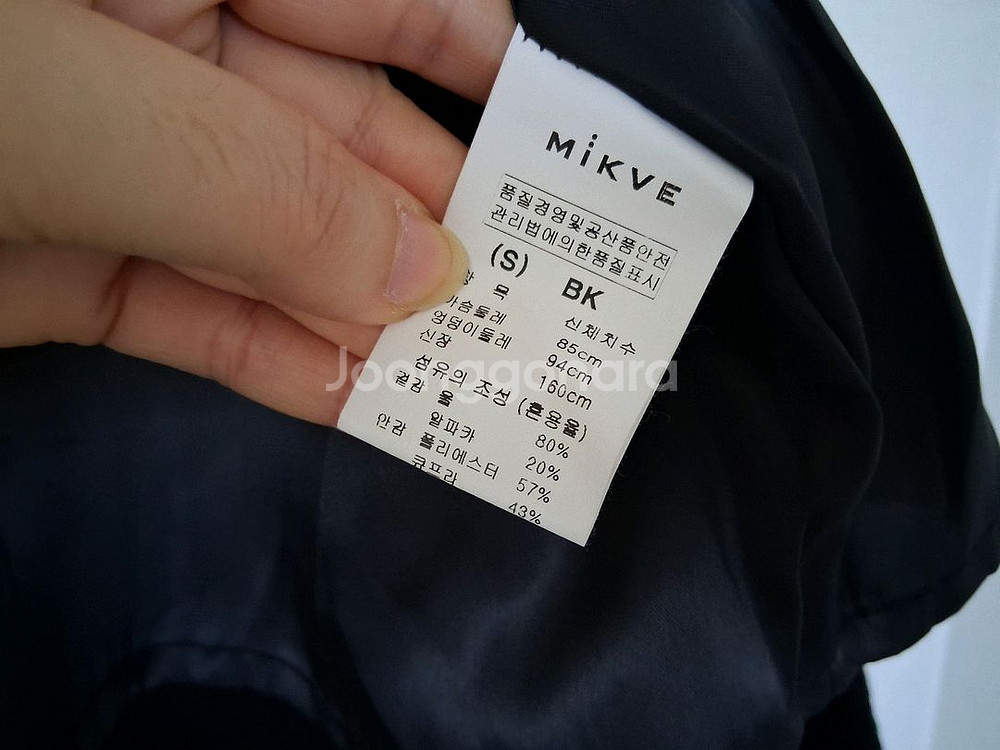 MIKVE
품질경영및공산품안전
관리법에의한품질표시
(S) BK
목 신체치수
가슴둘레 85cm
엉덩이둘레 94cm
신장 160cm
섬유의 조성 (혼용율)
겉감 울 80%
알파카 20%
안감 폴리에스터 57%
큐프라 43%
Joonggonara